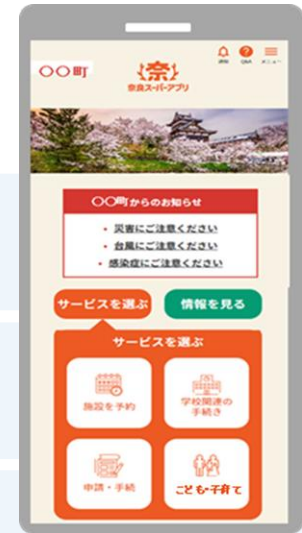 〇〇町
奈
奈良スーパーアプリ
Q&A
メニュー
〇〇町からのお知らせ
・災害にご注意ください
・台風にご注意ください
・感染症にご注意ください
サービスを選ぶ
情報を見る
サービスを選ぶ
施設を予約
学校関連の
手続き
申請・手続
こども・子育て